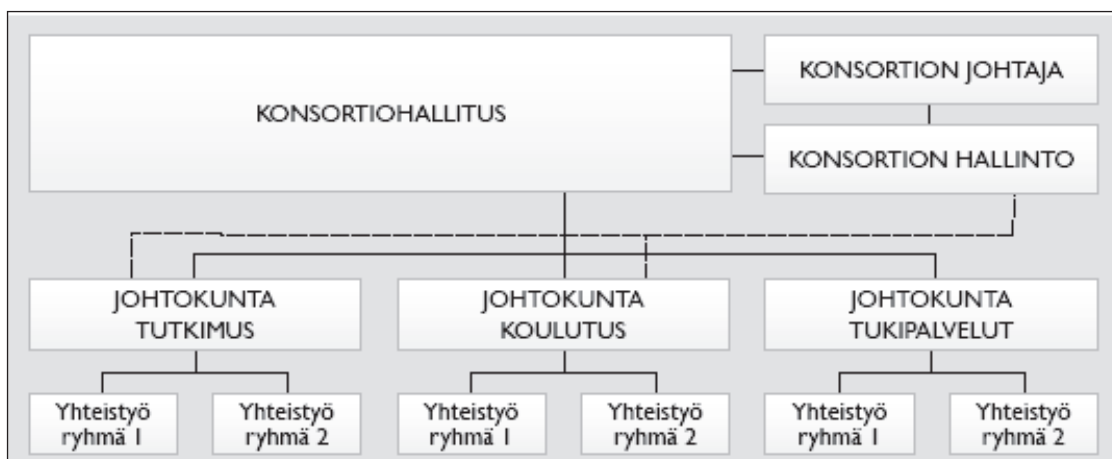 KONSORTIOHALLITUS
KONSORTION JOHTAJA
KONSORTION HALLINTO
JOHTOKUNTA
TUTKIMUS
JOHTOKUNTA
KOULUTUS
JOHTOKUNTA
TUKIPALVELUT
Yhteistyö
ryhmä 1
Yhteistyö
ryhmä 2
Yhteistyö
ryhmä 1
Yhteistyö
ryhmä 2
Yhteistyö
ryhmä 1
Yhteistyö
ryhmä 2